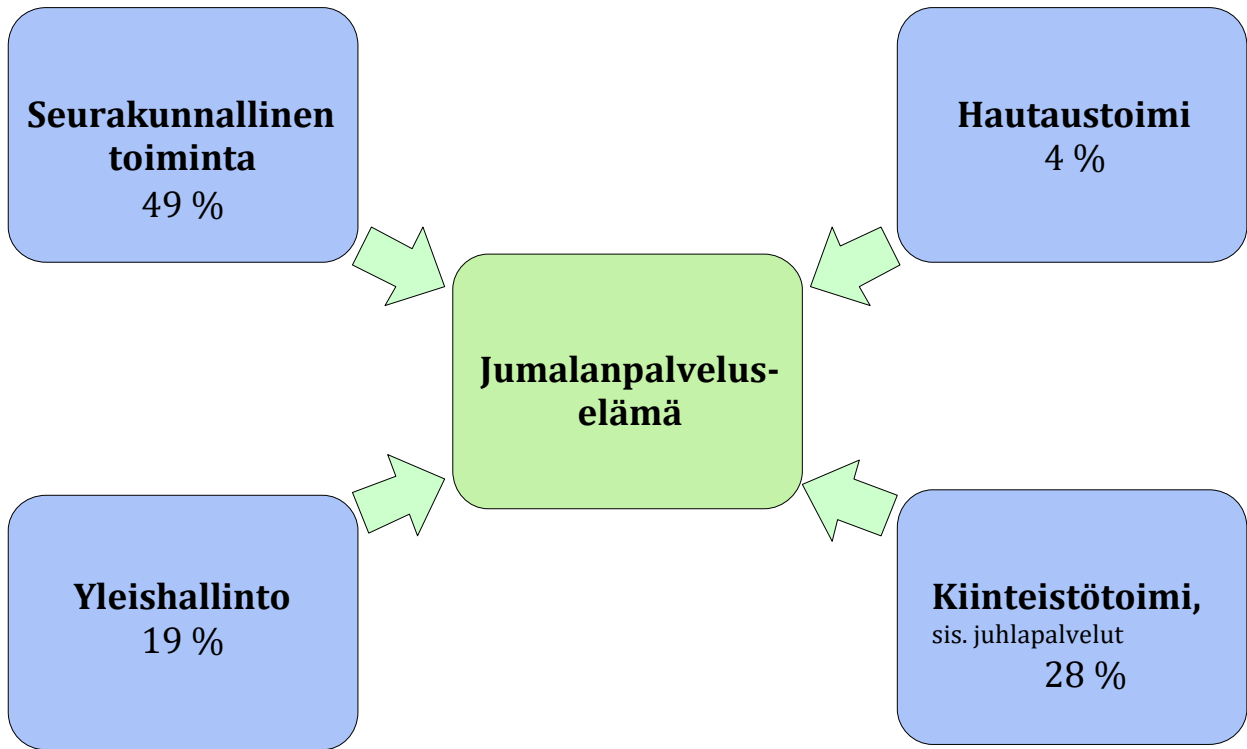 Seurakunnallinen
toiminta
49 %
Hautaustoimi
4 %
Jumalanpalvelus-
elämä
Yleishallinto
19 %
Kiinteistötoimi,
sis. juhlapalvelut
28 %